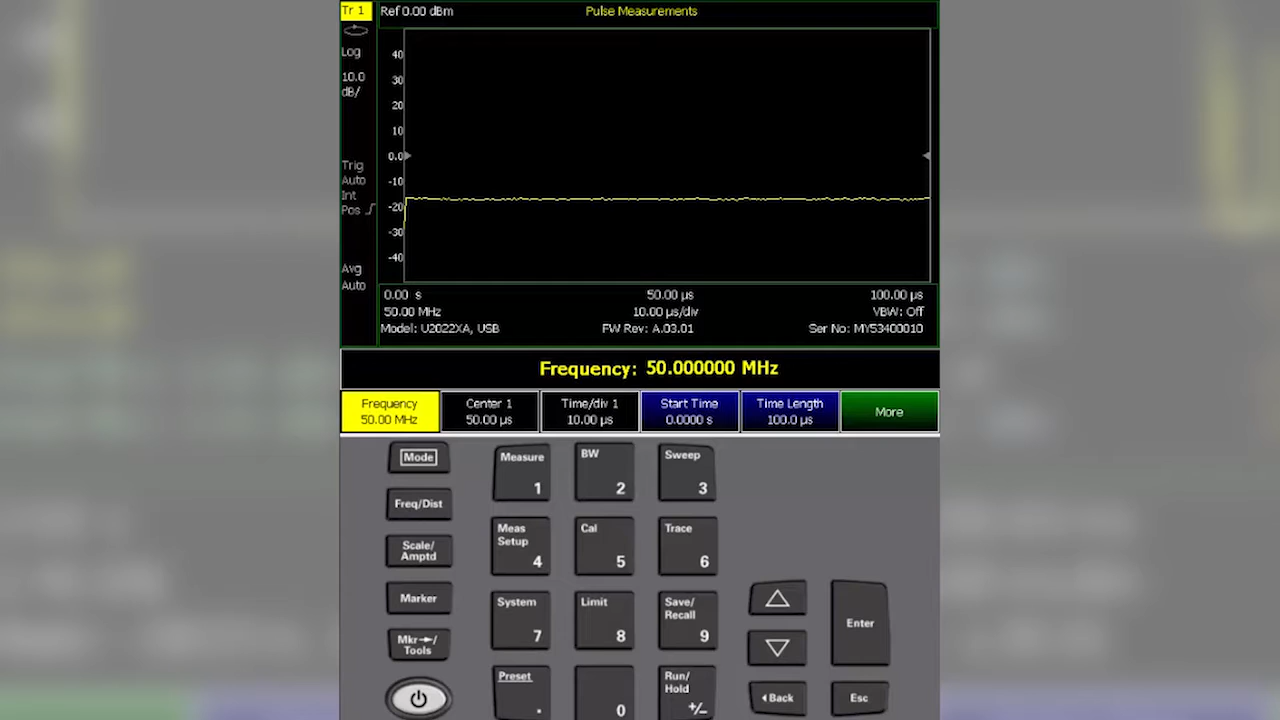 Tr 1
Ref 0.00 dBm
Pulse Measurements
Log
10.0
dB/
Trig
Auto
Int
Pos
Avg
Auto
40
30
20
10
0.0
-10
-20
-30
-40
0.00 s
50.00 µs
100.00 µs
50.00 MHz
10.00 µs/div
VBW: Off
Model: U2022XA, USB
FW Rev: A.03.01
Ser No: MY53400010
Frequency: 50.000000 MHz
Frequency
50.00 MHz
Center 1
50.00 µs
Time/div 1
10.00 µs
Start Time
0.0000 s
Time Length
100.0 µs
More
Mode
Measure
1
BW
2
Sweep
3
Freq/Dist
Meas
Setup
4
Cal
5
Trace
6
Scale/
Amptd
Marker
System
7
Limit
8
Save/
Recall
9
Enter
Mkr→/
Tools
Preset
.
0
Run/
Hold
+/−
Back
Esc